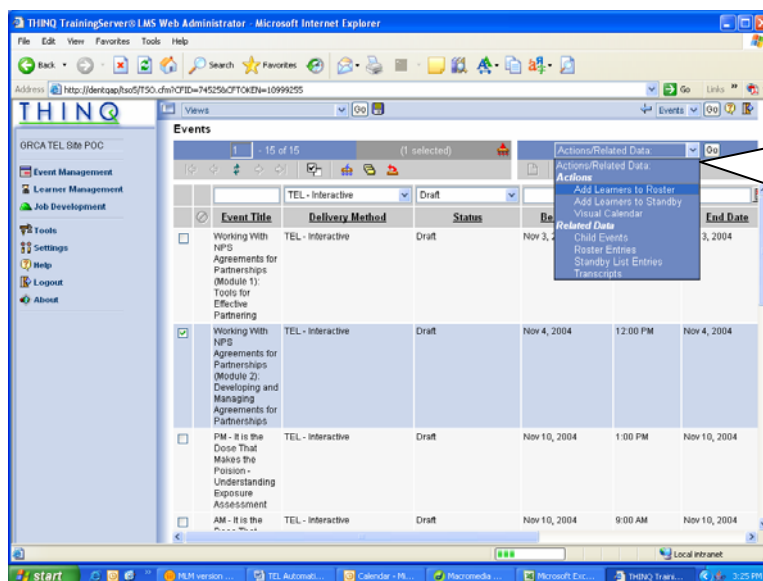 THINQ TrainingServer® LMS Web Administrator - Microsoft Internet Explorer
File Edit View Favorites Tools Help
Back Search Favorites
Address http://dentqap/tso5/TSO.cfm?CFID=74525&CFTOKEN=10999255 Go Links
THINQ Views Go Events Go
Events
GRCA TEL Site POC
1 - 15 of 15 (1 selected) Actions/Related Data: Go
Event Management
Learner Management
Job Development
Tools
Settings
Help
Logout
About
Actions/Related Data:
Actions
Add Learners to Roster
Add Learners to Standby
Visual Calendar
Related Data
Child Events
Roster Entries
Standby List Entries
Transcripts
TEL - Interactive Draft
Event Title Delivery Method Status Be End Date
Working With TEL - Interactive Draft Nov 3, 2 3, 2004
NPS
Agreements for
Partnerships
(Module 1):
Tools for
Effective
Partnering
Working With TEL - Interactive Draft Nov 4, 2004 12:00 PM Nov 4, 2004
NPS
Agreements for
Partnerships
(Module 2):
Developing and
Managing
Agreements for
Partnerships
PM - It is the TEL - Interactive Draft Nov 10, 2004 1:00 PM Nov 10, 2004
Dose That
Makes the
Poision -
Understanding
Exposure
Assessment
AM - It is the TEL - Interactive Draft Nov 10, 2004 9:00 AM Nov 10, 2004
Dose That
Local intranet
start MLM version ... TEL Automati... Calendar - Mi... Macromedia ... Microsoft Exc... THINQ Train... 3:25 PM